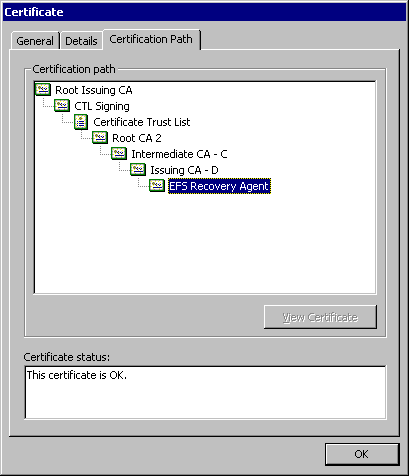 Certificate
General Details Certification Path
Certification path
Root Issuing CA
CTL Signing
Certificate Trust List
Root CA 2
Intermediate CA - C
Issuing CA - D
EFS Recovery Agent
View Certificate
Certificate status:
This certificate is OK.
OK